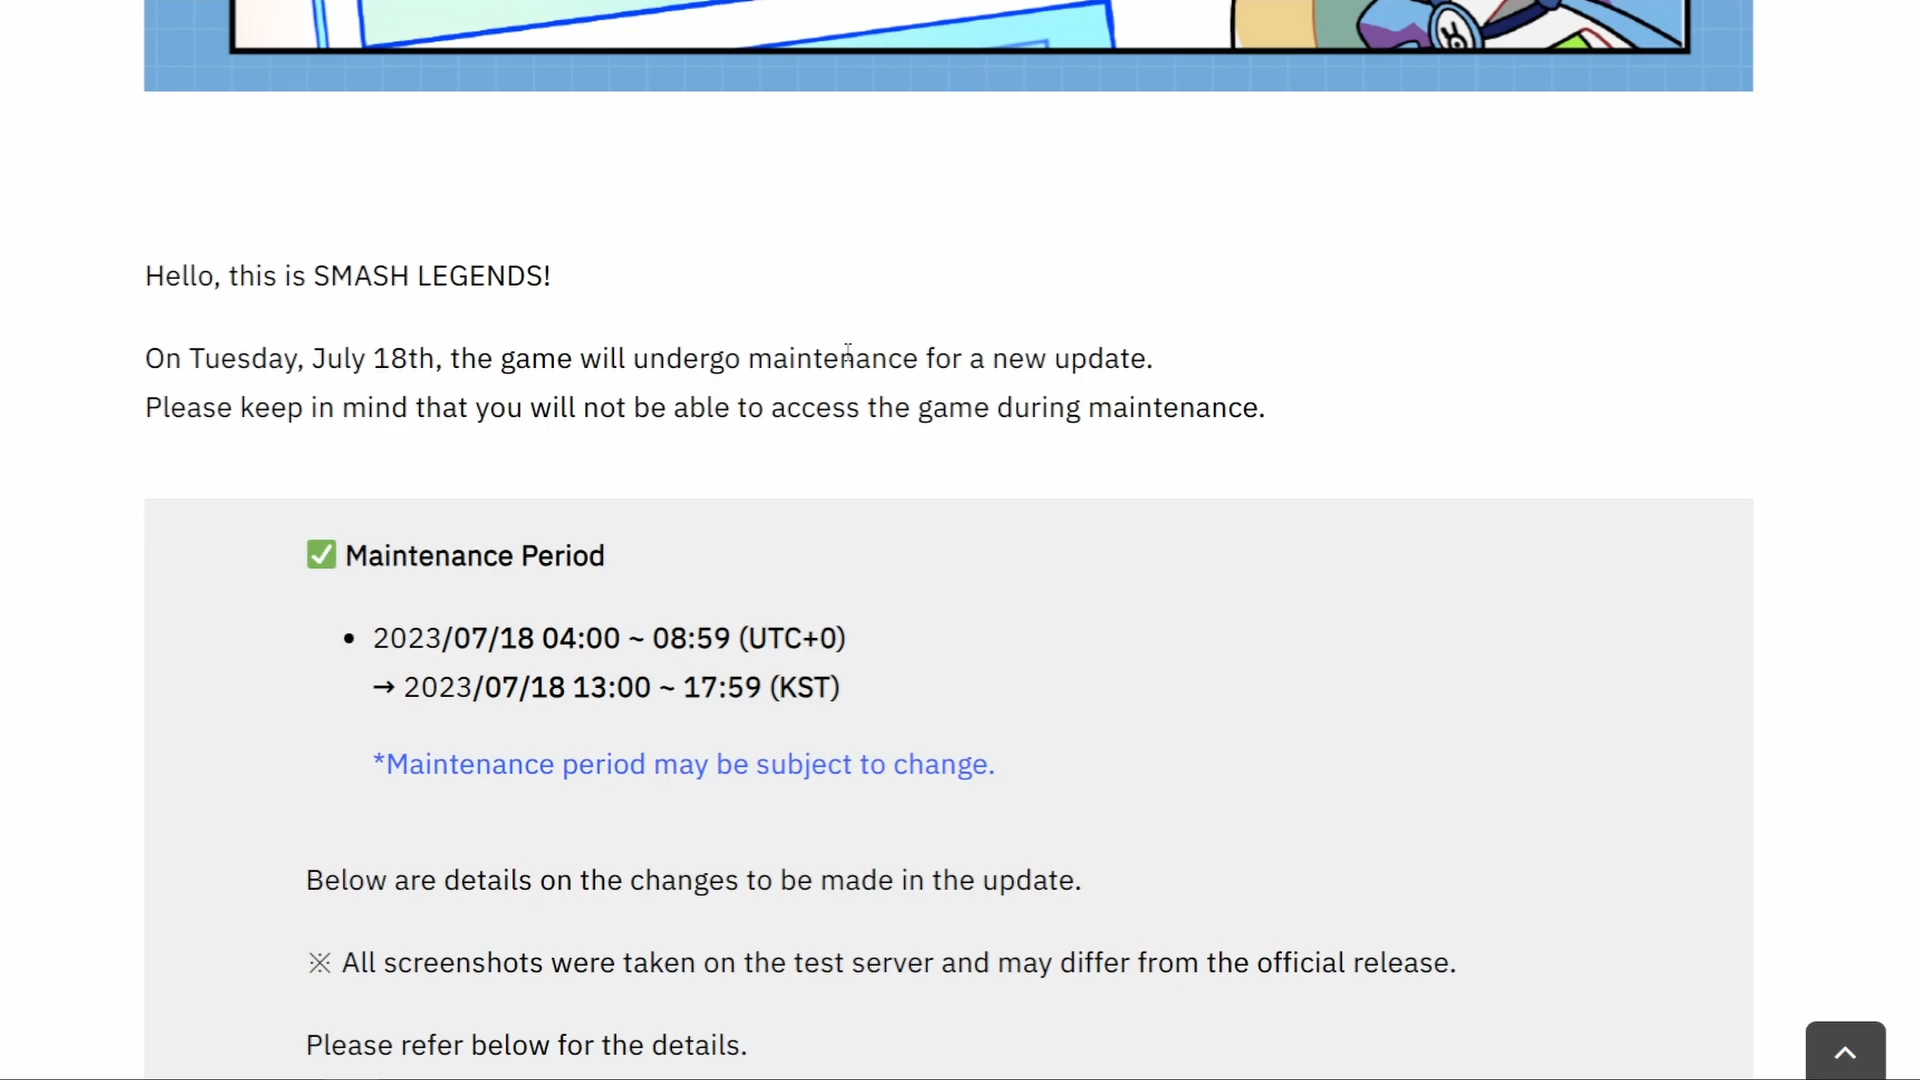 Hello, this is SMASH LEGENDS!
On Tuesday, July 18th, the game will undergo maintenance for a new update.
Please keep in mind that you will not be able to access the game during maintenance.
✅ Maintenance Period
• 2023/07/18 04:00 ~ 08:59 (UTC+0)
→ 2023/07/18 13:00 ~ 17:59 (KST)
*Maintenance period may be subject to change.
Below are details on the changes to be made in the update.
※ All screenshots were taken on the test server and may differ from the official release.
Please refer below for the details.